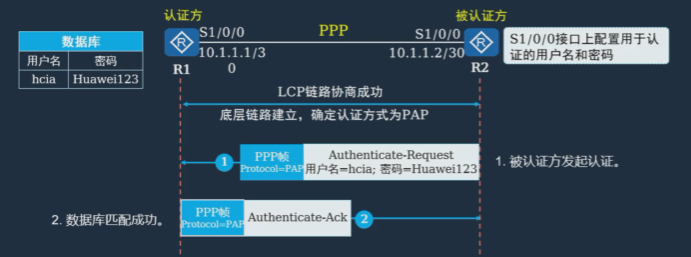 认证方
被认证方
S1/0/0
PPP
S1/0/0
R
R
数据库
用户名 密码
hcia Huawei123
10.1.1.1/3
0
10.1.1.2/30
R1
R2
S1/0/0接口上配置用于认
证的用户名和密码
LCP链路协商成功
底层链路建立，确定认证方式为PAP
1
PPP帧
Protocol=PAP
Authenticate-Request
用户名=hcia; 密码=Huawei123
1. 被认证方发起认证。
2. 数据库匹配成功。
PPP帧
Protocol=PAP
Authenticate-Ack
2